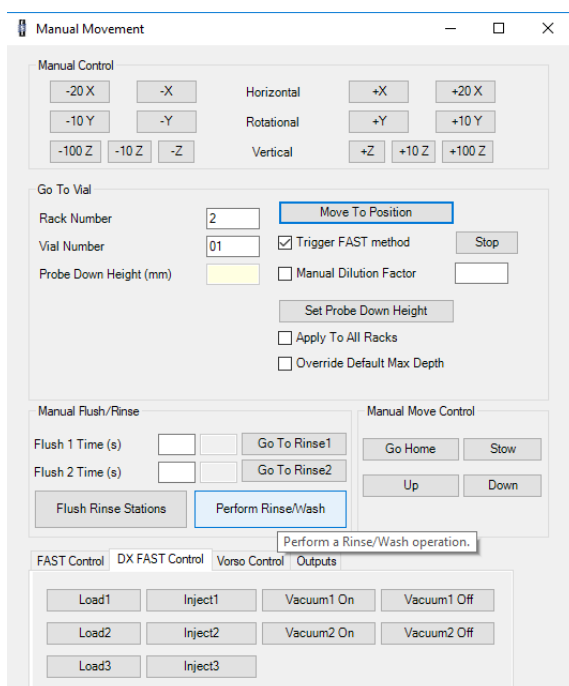 Manual Movement
Manual Control
-20 X -X Horizontal +X +20 X
-10 Y -Y Rotational +Y +10 Y
-100 Z -10 Z -Z Vertical +Z +10 Z +100 Z
Go To Vial
Rack Number 2 Move To Position
Vial Number 01 Trigger FAST method Stop
Probe Down Height (mm) Manual Dilution Factor
Set Probe Down Height
Apply To All Racks
Override Default Max Depth
Manual Flush/Rinse Manual Move Control
Flush 1 Time (s) Go To Rinse1 Go Home Stow
Flush 2 Time (s) Go To Rinse2 Up Down
Flush Rinse Stations Perform Rinse/Wash
Perform a Rinse/Wash operation.
FAST Control DX FAST Control Vorso Control Outputs
Load1 Inject1 Vacuum1 On Vacuum1 Off
Load2 Inject2 Vacuum2 On Vacuum2 Off
Load3 Inject3